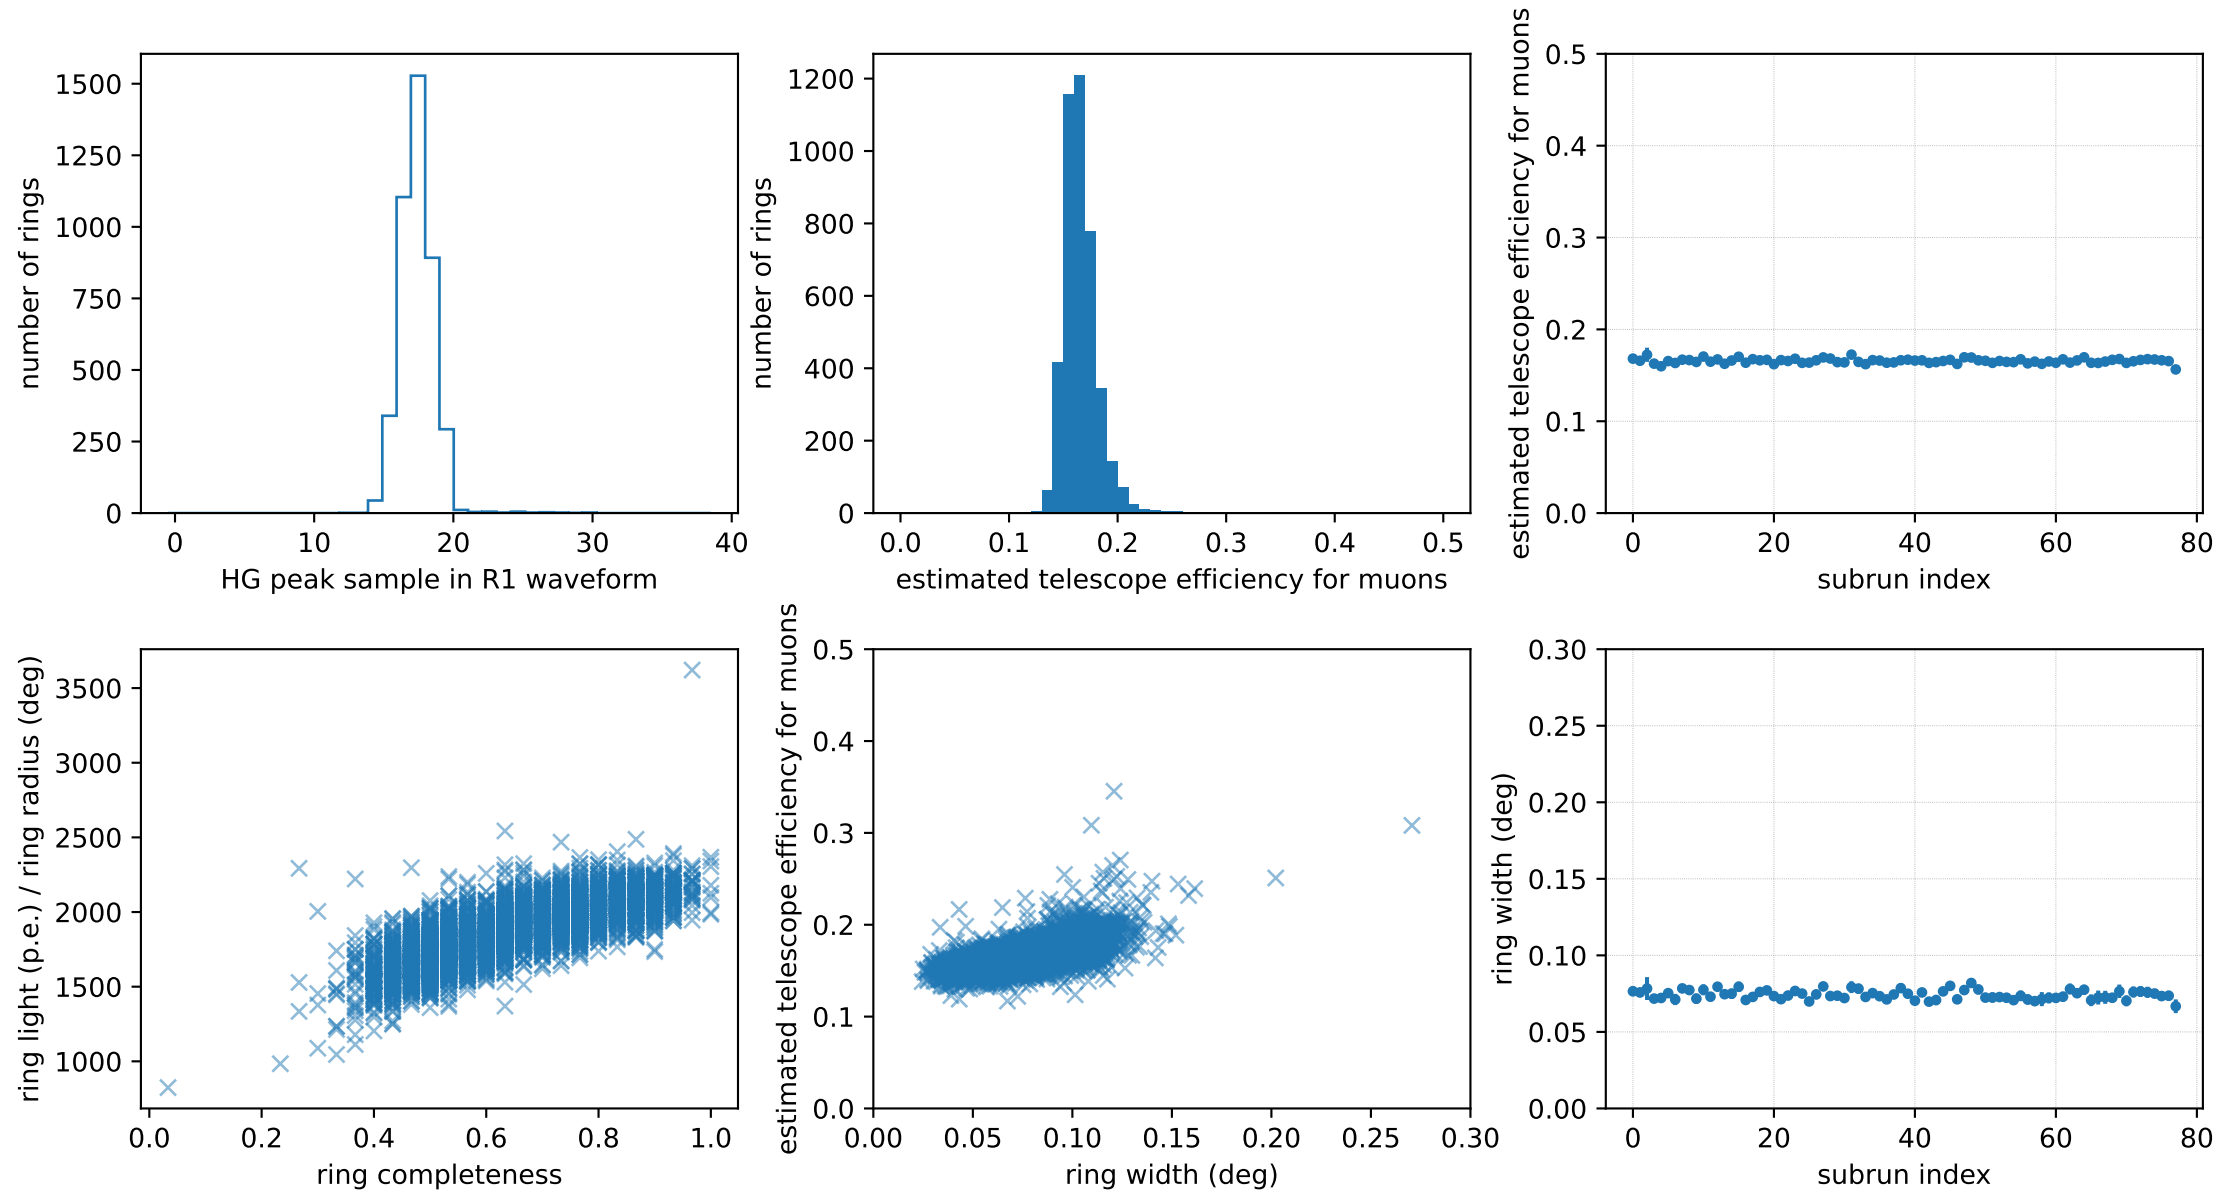 number of rings
1500
1250
1000
750
500
250
0
0 10 20 30 40
HG peak sample in R1 waveform
number of rings
1200
1000
800
600
400
200
0
0.0 0.1 0.2 0.3 0.4 0.5
estimated telescope efficiency for muons
estimated telescope efficiency for muons
0.5
0.4
0.3
0.2
0.1
0.0
0 20 40 60 80
subrun index
ring light (p.e.) / ring radius (deg)
3500
3000
2500
2000
1500
1000
0.0 0.2 0.4 0.6 0.8 1.0
ring completeness
estimated telescope efficiency for muons
0.5
0.4
0.3
0.2
0.1
0.0
0.00 0.05 0.10 0.15 0.20 0.25 0.30
ring width (deg)
ring width (deg)
0.30
0.25
0.20
0.15
0.10
0.05
0.00
0 20 40 60 80
subrun index